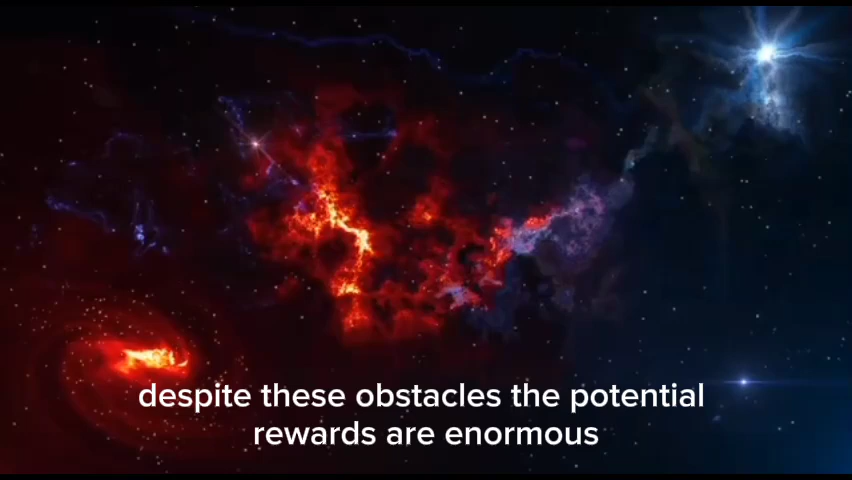 despite these obstacles the potential
rewards are enormous